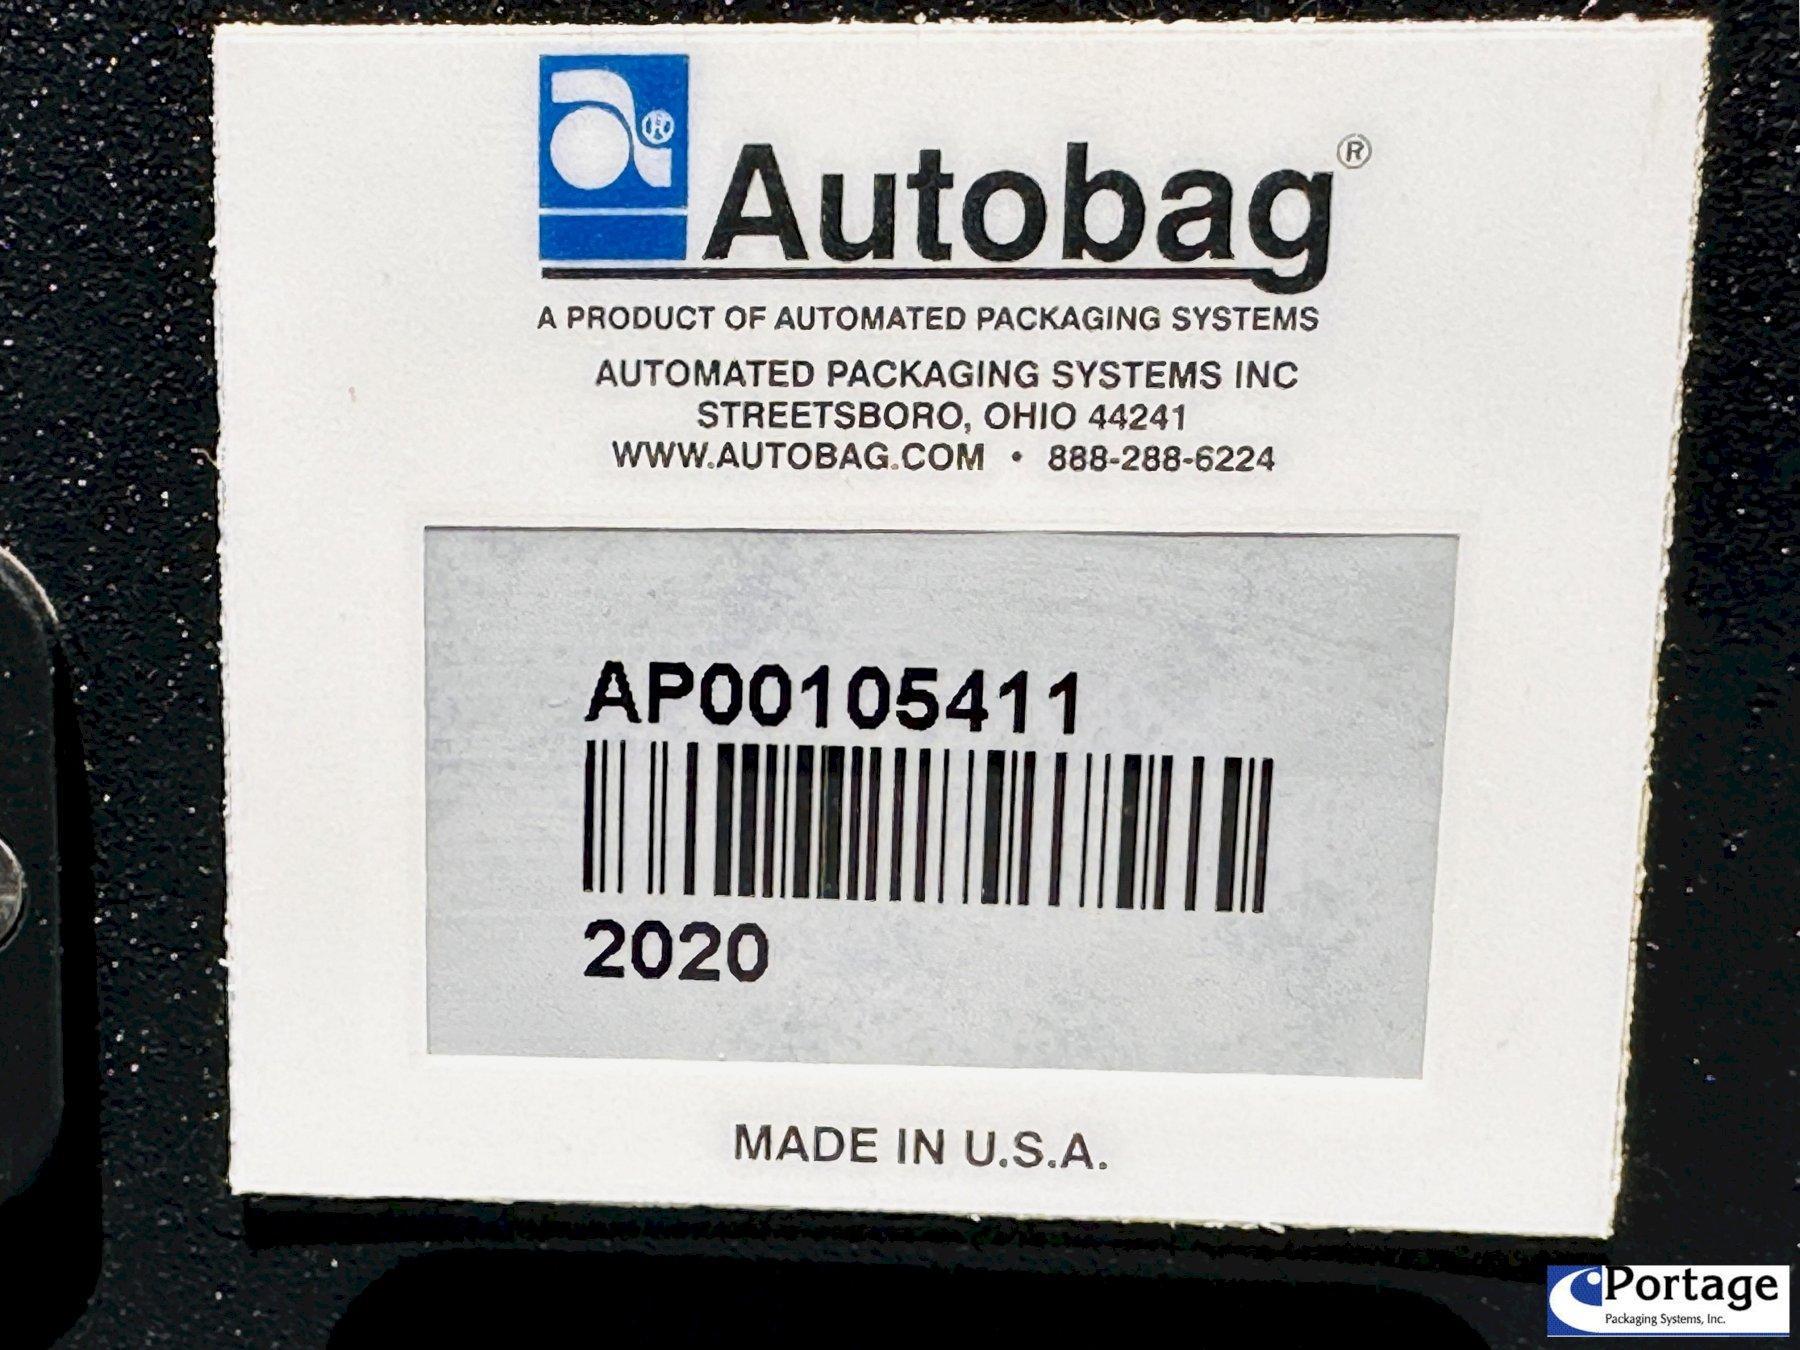 a®
Autobag®
A PRODUCT OF AUTOMATED PACKAGING SYSTEMS
AUTOMATED PACKAGING SYSTEMS INC
STREETSBORO, OHIO 44241
WWW.AUTOBAG.COM • 888-288-6224
AP00105411
2020
MADE IN U.S.A.
Portage
Packaging Systems, Inc.